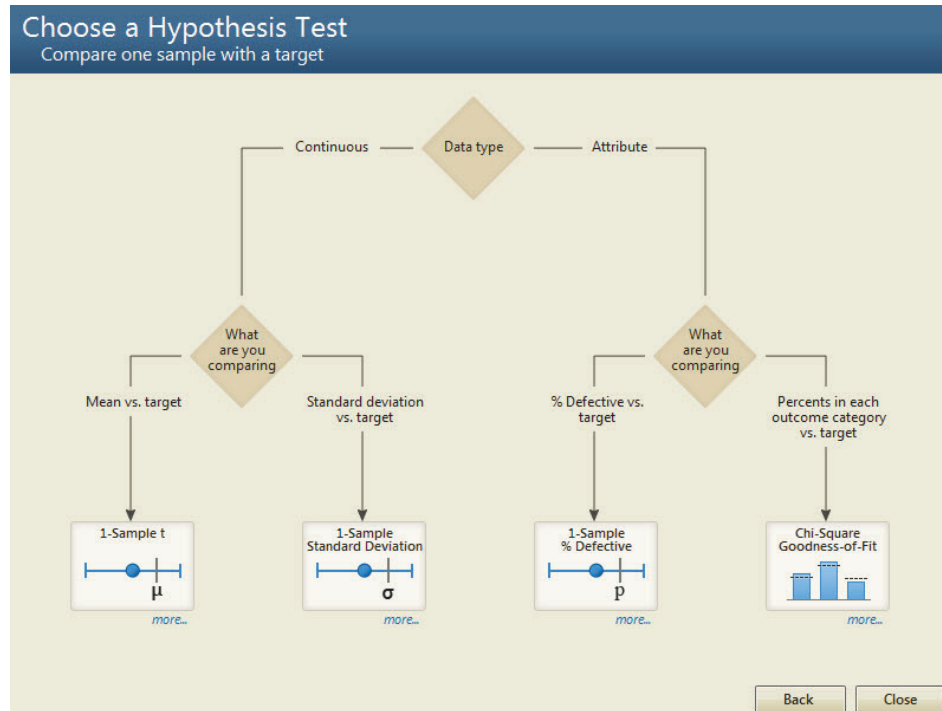 Choose a Hypothesis Test
Compare one sample with a target
Continuous
Data type
Attribute
What
are you
comparing
What
are you
comparing
Mean vs. target
Standard deviation
vs. target
% Defective vs.
target
Percents in each
outcome category
vs. target
1-Sample t
μ
more...
1-Sample
Standard Deviation
σ
more...
1-Sample
% Defective
p
more...
Chi-Square
Goodness-of-Fit
more...
Back
Close